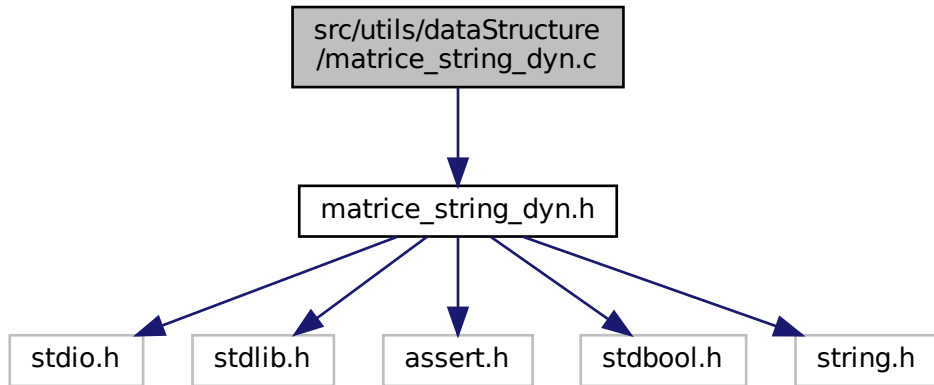 src/utils/dataStructure
/matrice_string_dyn.c
matrice_string_dyn.h
stdio.h
stdlib.h
assert.h
stdbool.h
string.h